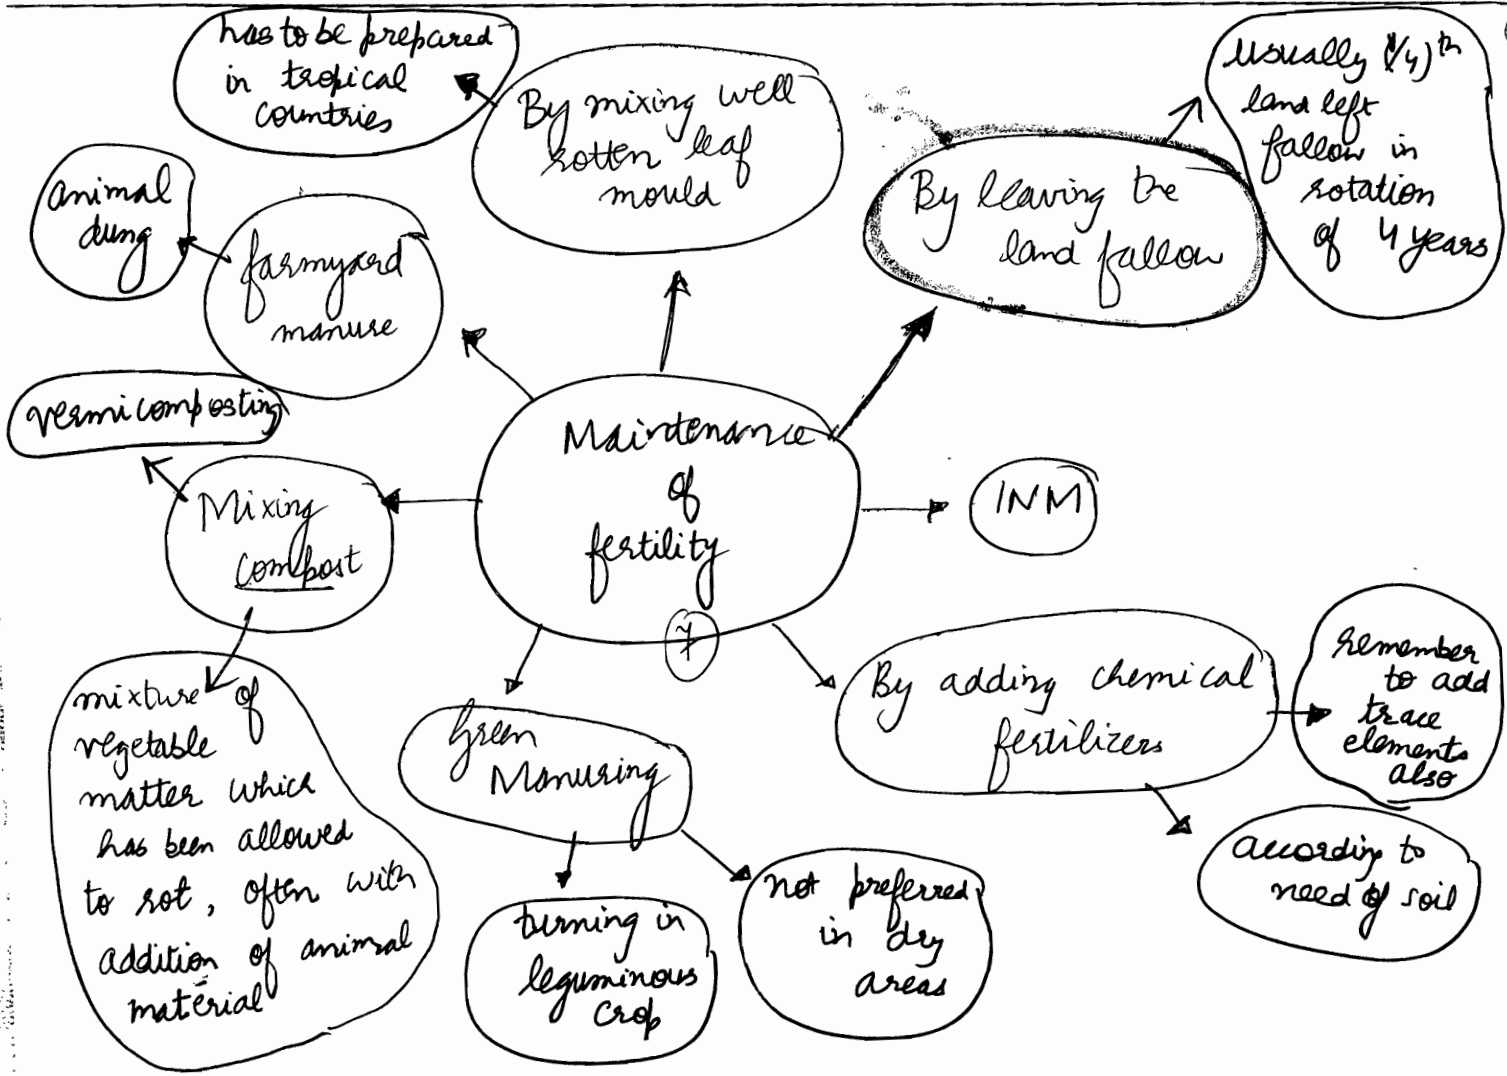 has to be prepared
in tropical
countries
By mixing well
rotten leaf
mould
By leaving the
land fallow
Usually (1/4)th
land left
fallow in
rotation
of 4 years
animal
dung
farmyard
manure
vermicomposting
Mixing
compost
mixture of
vegetable
matter which
has been allowed
to rot, often with
addition of animal
material
Maintenance
of
fertility
7
INM
Green
Manuring
turning in
leguminous
crop
not preferred
in dry
areas
By adding chemical
fertilizers
remember
to add
trace
elements
also
according to
need of soil